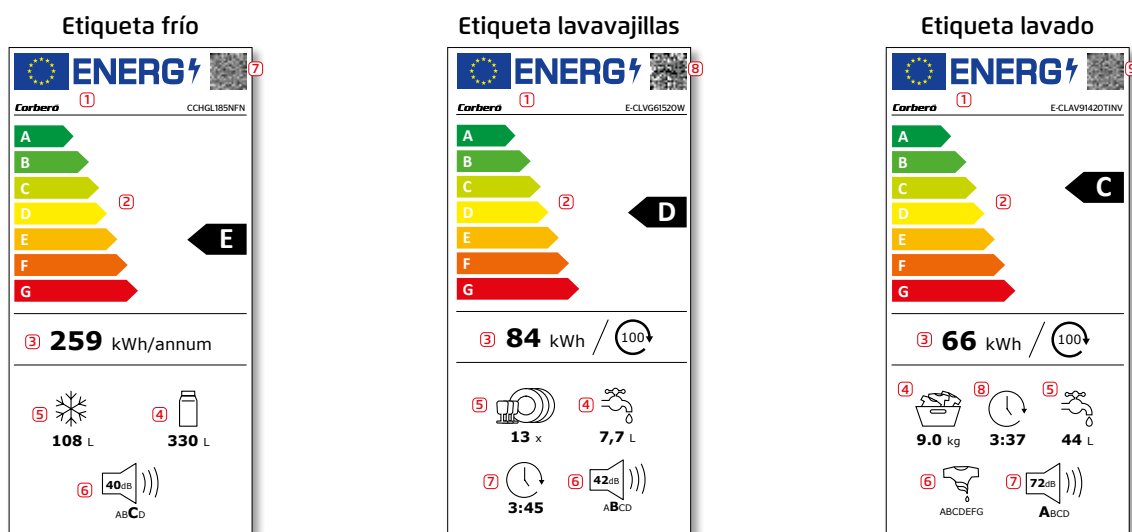 Etiqueta frío
ENERG
7
1
Corberó
CCHGL185NFN
A
B
C
D
E
F
G
2
E
3 259 kWh/annum
5
108 L
4
330 L
6
40dB
ABCD
Etiqueta lavavajillas
ENERG
8
1
Corberó
E-CLVG61520W
A
B
C
D
E
F
G
2
D
3 84 kWh / 100
5
13 x
4
7,7 L
7
3:45
6
42dB
ABCD
Etiqueta lavado
ENERG
9
1
Corberó
E-CLAV91420TINV
A
B
C
D
E
F
G
2
C
3 66 kWh / 100
4
9.0 kg
8
3:37
5
44 L
6
ABCDEFG
7
72dB
ABCD